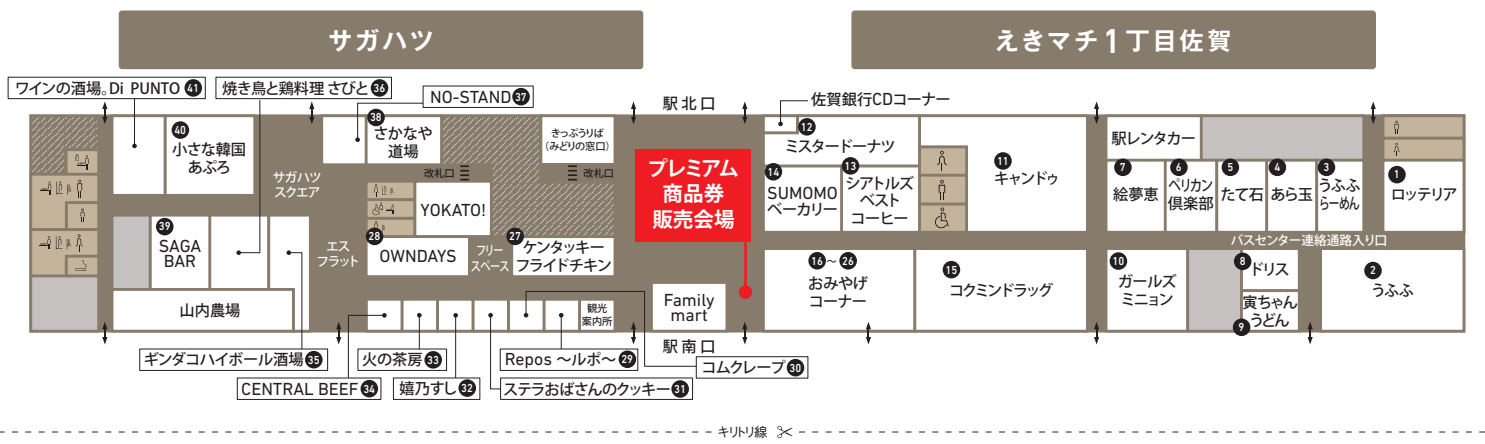 サガハツ
えきマチ1丁目佐賀
ワインの酒場。Di PUNTO 41
焼き鳥と鶏料理 さびと 36
NO-STAND 37
駅北口
佐賀銀行CDコーナー
40
小さな韓国
あぷろ
サガハツ
スクエア
38
さかなや
道場
きっぷうりば
(みどりの窓口)
改札口
改札口
プレミアム
商品券
販売会場
12
ミスタードーナツ
14
SUMOMO
ベーカリー
13
シアトルズ
ベスト
コーヒー
11
キャンドゥ
駅レンタカー
7
絵夢恵
6
ペリカン
倶楽部
5
たて石
4
あら玉
3
うふふ
らーめん
1
ロッテリア
YOKATO!
39
SAGA
BAR
エス
フラット
28
OWNDAYS
フリー
スペース
27
ケンタッキー
フライドチキン
バスセンター連絡通路入り口
16~26
おみやげ
コーナー
15
コクミンドラッグ
10
ガールズ
ミニョン
8
ドリス
寅ちゃん
うどん
9
2
うふふ
山内農場
Family
mart
観光
案内所
駅南口
ギンダコハイボール酒場 35
火の茶房 33
Repos ~ルポ~ 29
コムクレープ 30
CENTRAL BEEF 34
嬉乃すし 32
ステラおばさんのクッキー 31
キリトリ線